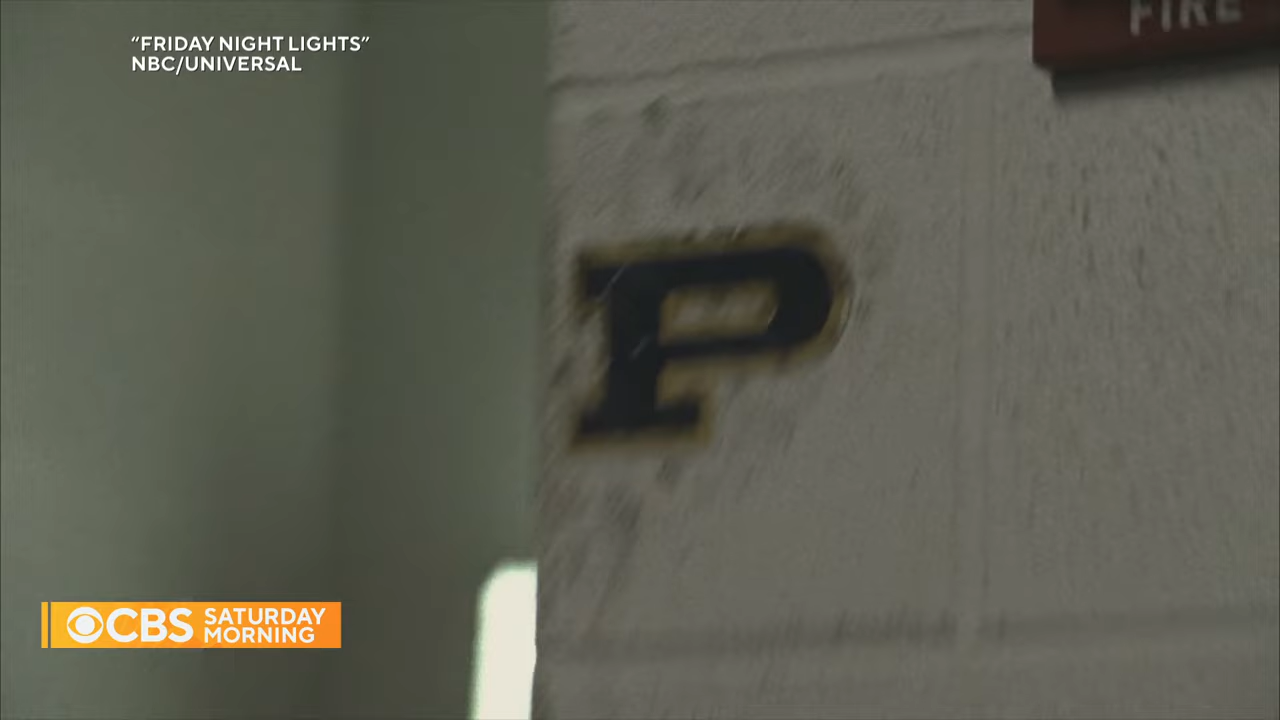 “FRIDAY NIGHT LIGHTS”
NBC/UNIVERSAL
FIRE
P
CBS SATURDAY
MORNING